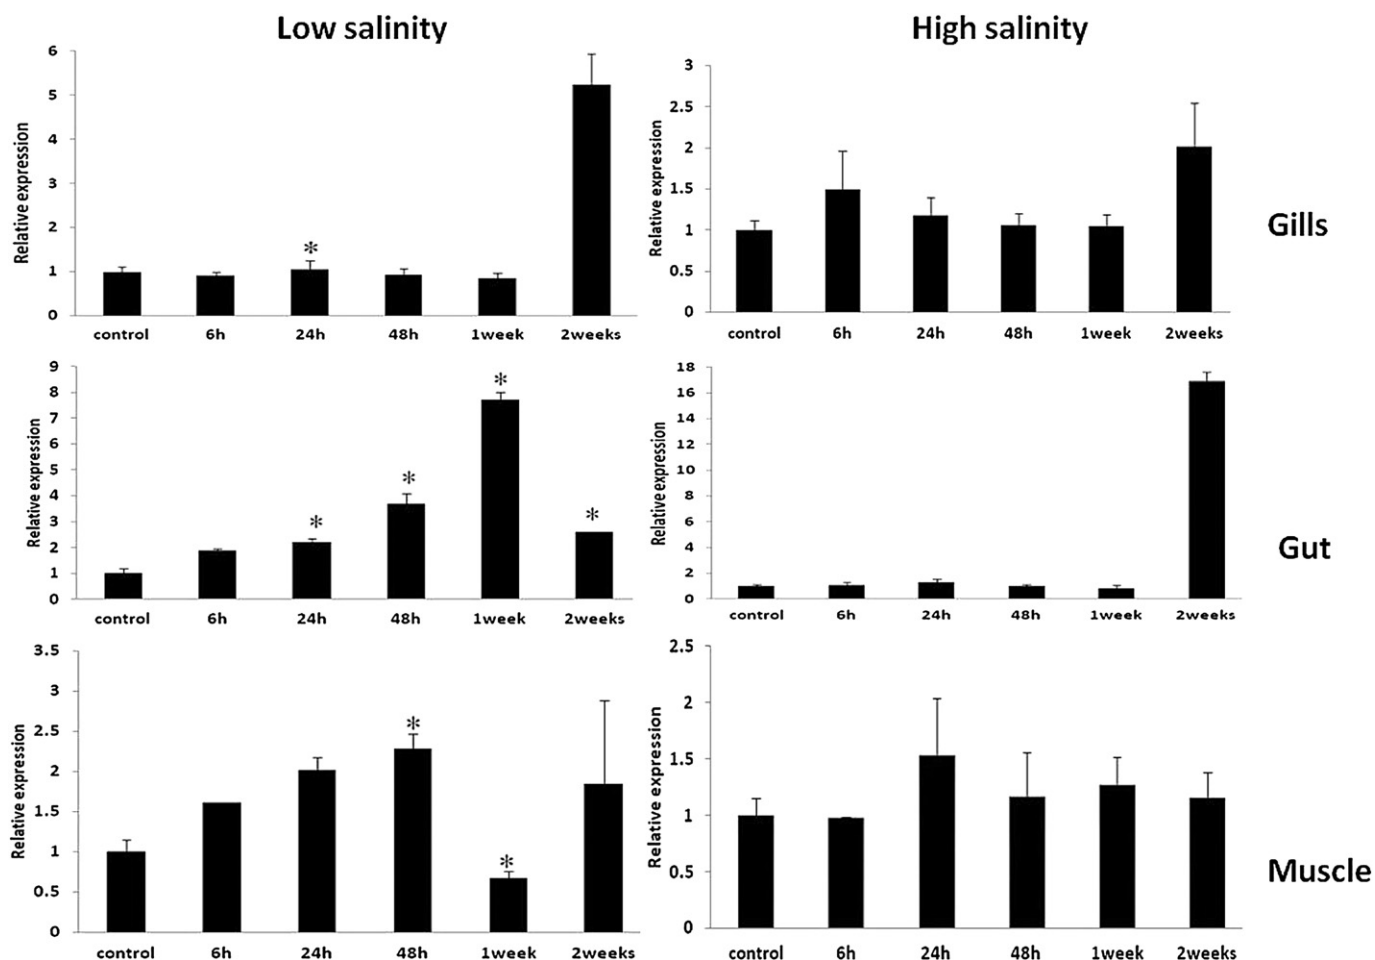 Low salinity
High salinity
Relative expression
6
5
4
3
2
1
0
*
control 6h 24h 48h 1week 2weeks
Relative expression
3
2.5
2
1.5
1
0.5
0
control 6h 24h 48h 1week 2weeks
Gills
Relative expression
9
8
7
6
5
4
3
2
1
0
* * * *
control 6h 24h 48h 1week 2weeks
Relative expression
18
16
14
12
10
8
6
4
2
0
control 6h 24h 48h 1week 2weeks
Gut
Relative expression
3.5
3
2.5
2
1.5
1
0.5
0
* *
control 6h 24h 48h 1week 2weeks
Relative expression
2.5
2
1.5
1
0.5
0
control 6h 24h 48h 1week 2weeks
Muscle